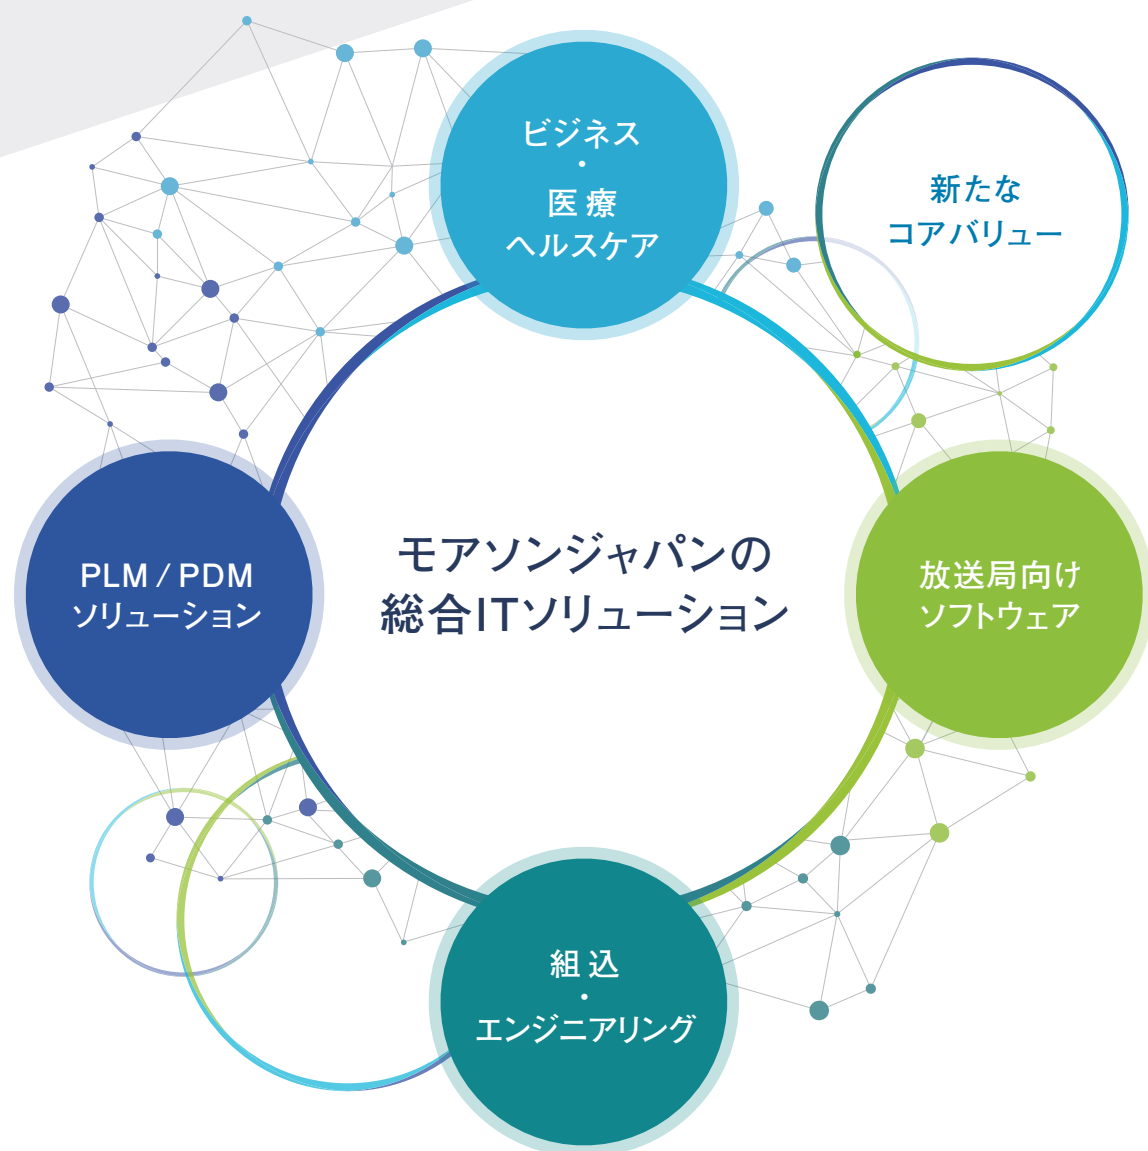 ビジネス
・
医療
ヘルスケア
新たな
コアバリュー
モアソンジャパンの
総合ITソリューション
PLM / PDM
ソリューション
放送局向け
ソフトウェア
組込
・
エンジニアリング